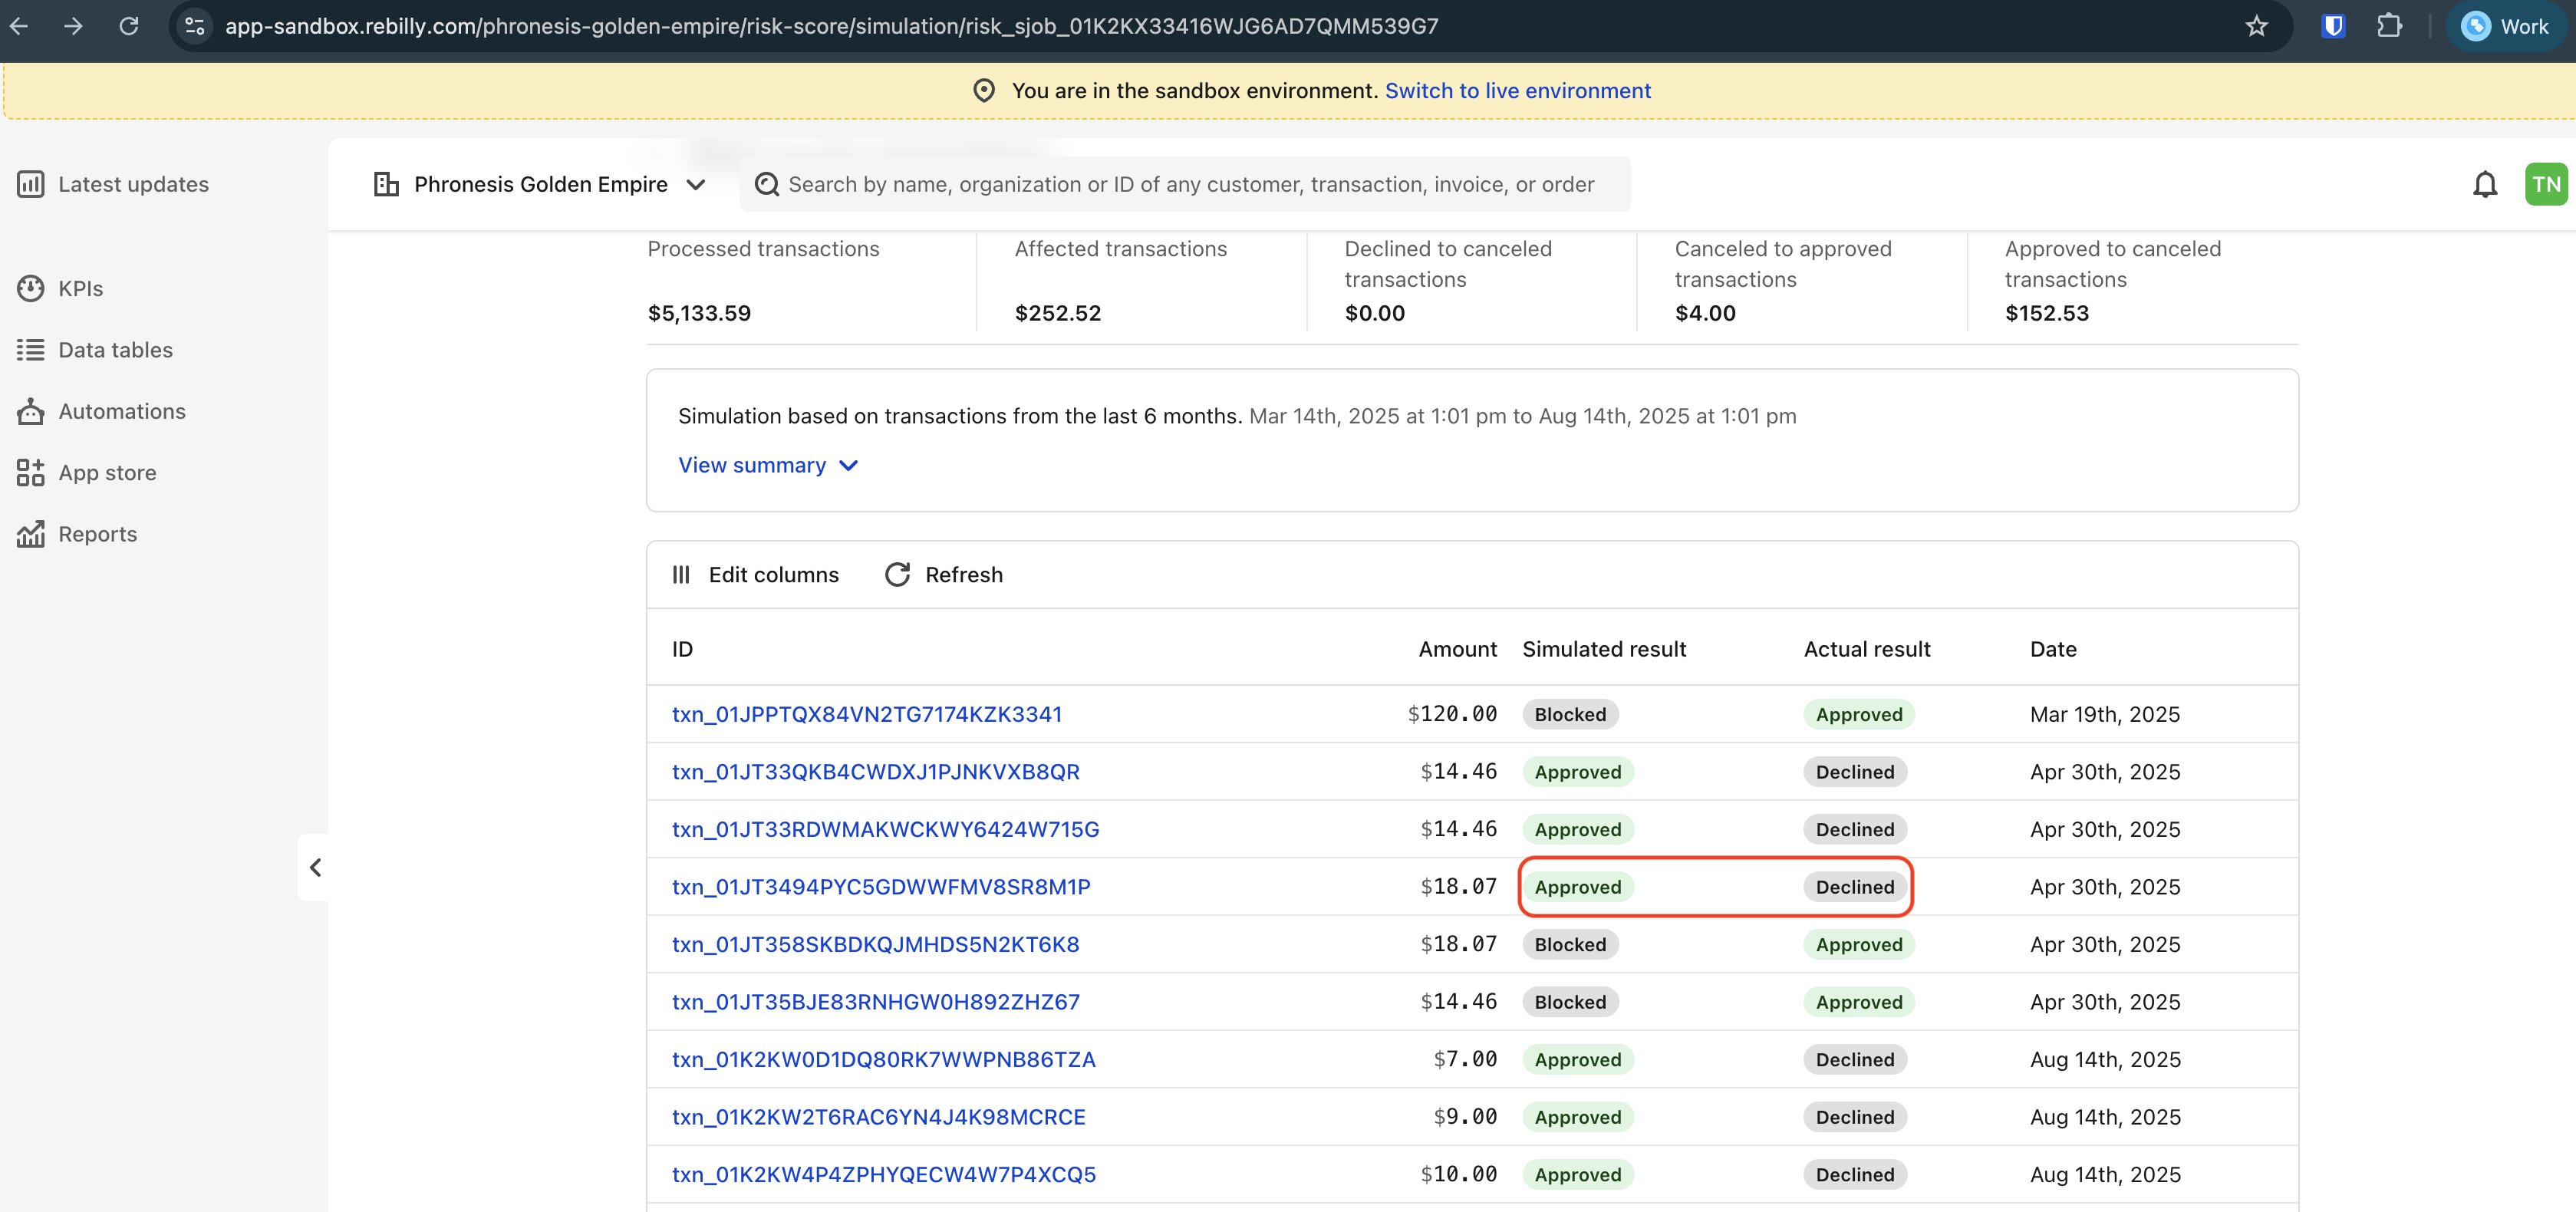 app-sandbox.rebilly.com/phronesis-golden-empire/risk-score/simulation/risk_sjob_01K2KX33416WJG6AD7QMM539G7
Work
You are in the sandbox environment. Switch to live environment
Latest updates
KPIs
Data tables
Automations
App store
Reports
Phronesis Golden Empire
Search by name, organization or ID of any customer, transaction, invoice, or order
TN
Processed transactions
$5,133.59
Affected transactions
$252.52
Declined to canceled
transactions
$0.00
Canceled to approved
transactions
$4.00
Approved to canceled
transactions
$152.53
Simulation based on transactions from the last 6 months. Mar 14th, 2025 at 1:01 pm to Aug 14th, 2025 at 1:01 pm
View summary
Edit columns Refresh
ID Amount Simulated result Actual result Date
txn_01JPPTQX84VN2TG7174KZK3341 $120.00 Blocked Approved Mar 19th, 2025
txn_01JT33QKB4CWDXJ1PJNKVXB8QR $14.46 Approved Declined Apr 30th, 2025
txn_01JT33RDWMAKWCKWY6424W715G $14.46 Approved Declined Apr 30th, 2025
txn_01JT3494PYC5GDWWFMV8SR8M1P $18.07 Approved Declined Apr 30th, 2025
txn_01JT358SKBDKQJMHDS5N2KT6K8 $18.07 Blocked Approved Apr 30th, 2025
txn_01JT35BJE83RNHGW0H892ZHZ67 $14.46 Blocked Approved Apr 30th, 2025
txn_01K2KW0D1DQ80RK7WWPNB86TZA $7.00 Approved Declined Aug 14th, 2025
txn_01K2KW2T6RAC6YN4J4K98MCRCE $9.00 Approved Declined Aug 14th, 2025
txn_01K2KW4P4ZPHYQECW4W7P4XCQ5 $10.00 Approved Declined Aug 14th, 2025